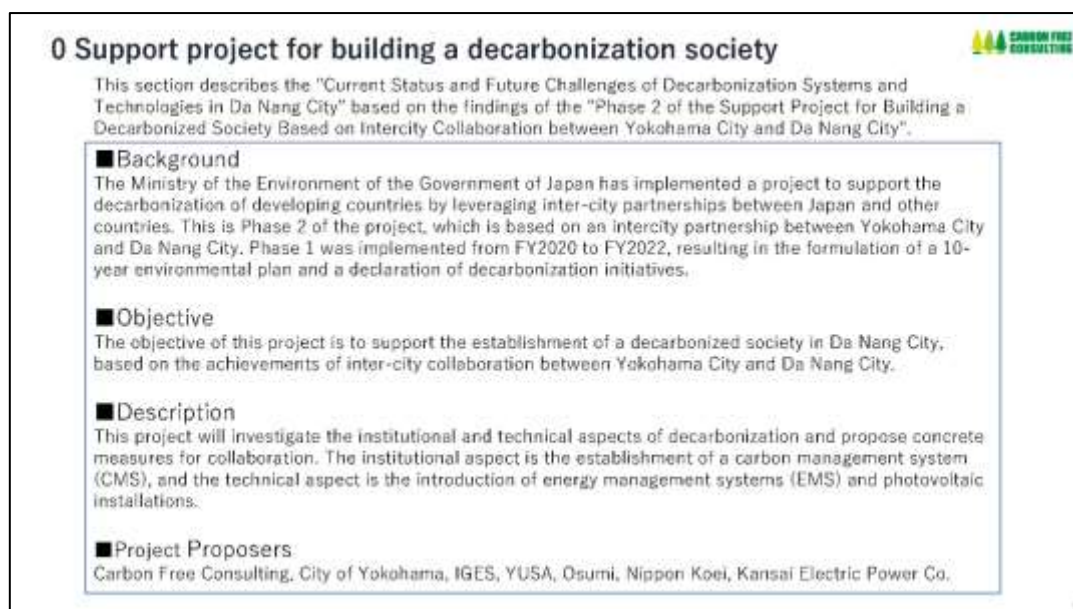 0 Support project for building a decarbonization society
CARBON FREE
CONSULTING
This section describes the "Current Status and Future Challenges of Decarbonization Systems and
Technologies in Da Nang City" based on the findings of the "Phase 2 of the Support Project for Building a
Decarbonized Society Based on Intercity Collaboration between Yokohama City and Da Nang City".
■Background
The Ministry of the Environment of the Government of Japan has implemented a project to support the
decarbonization of developing countries by leveraging inter-city partnerships between Japan and other
countries. This is Phase 2 of the project, which is based on an intercity partnership between Yokohama City
and Da Nang City. Phase 1 was implemented from FY2020 to FY2022, resulting in the formulation of a 10-
year environmental plan and a declaration of decarbonization initiatives.
■Objective
The objective of this project is to support the establishment of a decarbonized society in Da Nang City,
based on the achievements of inter-city collaboration between Yokohama City and Da Nang City.
■Description
This project will investigate the institutional and technical aspects of decarbonization and propose concrete
measures for collaboration. The institutional aspect is the establishment of a carbon management system
(CMS), and the technical aspect is the introduction of energy management systems (EMS) and photovoltaic
installations.
■Project Proposers
Carbon Free Consulting, City of Yokohama, IGES, YUSA, Osumi, Nippon Koei, Kansai Electric Power Co.